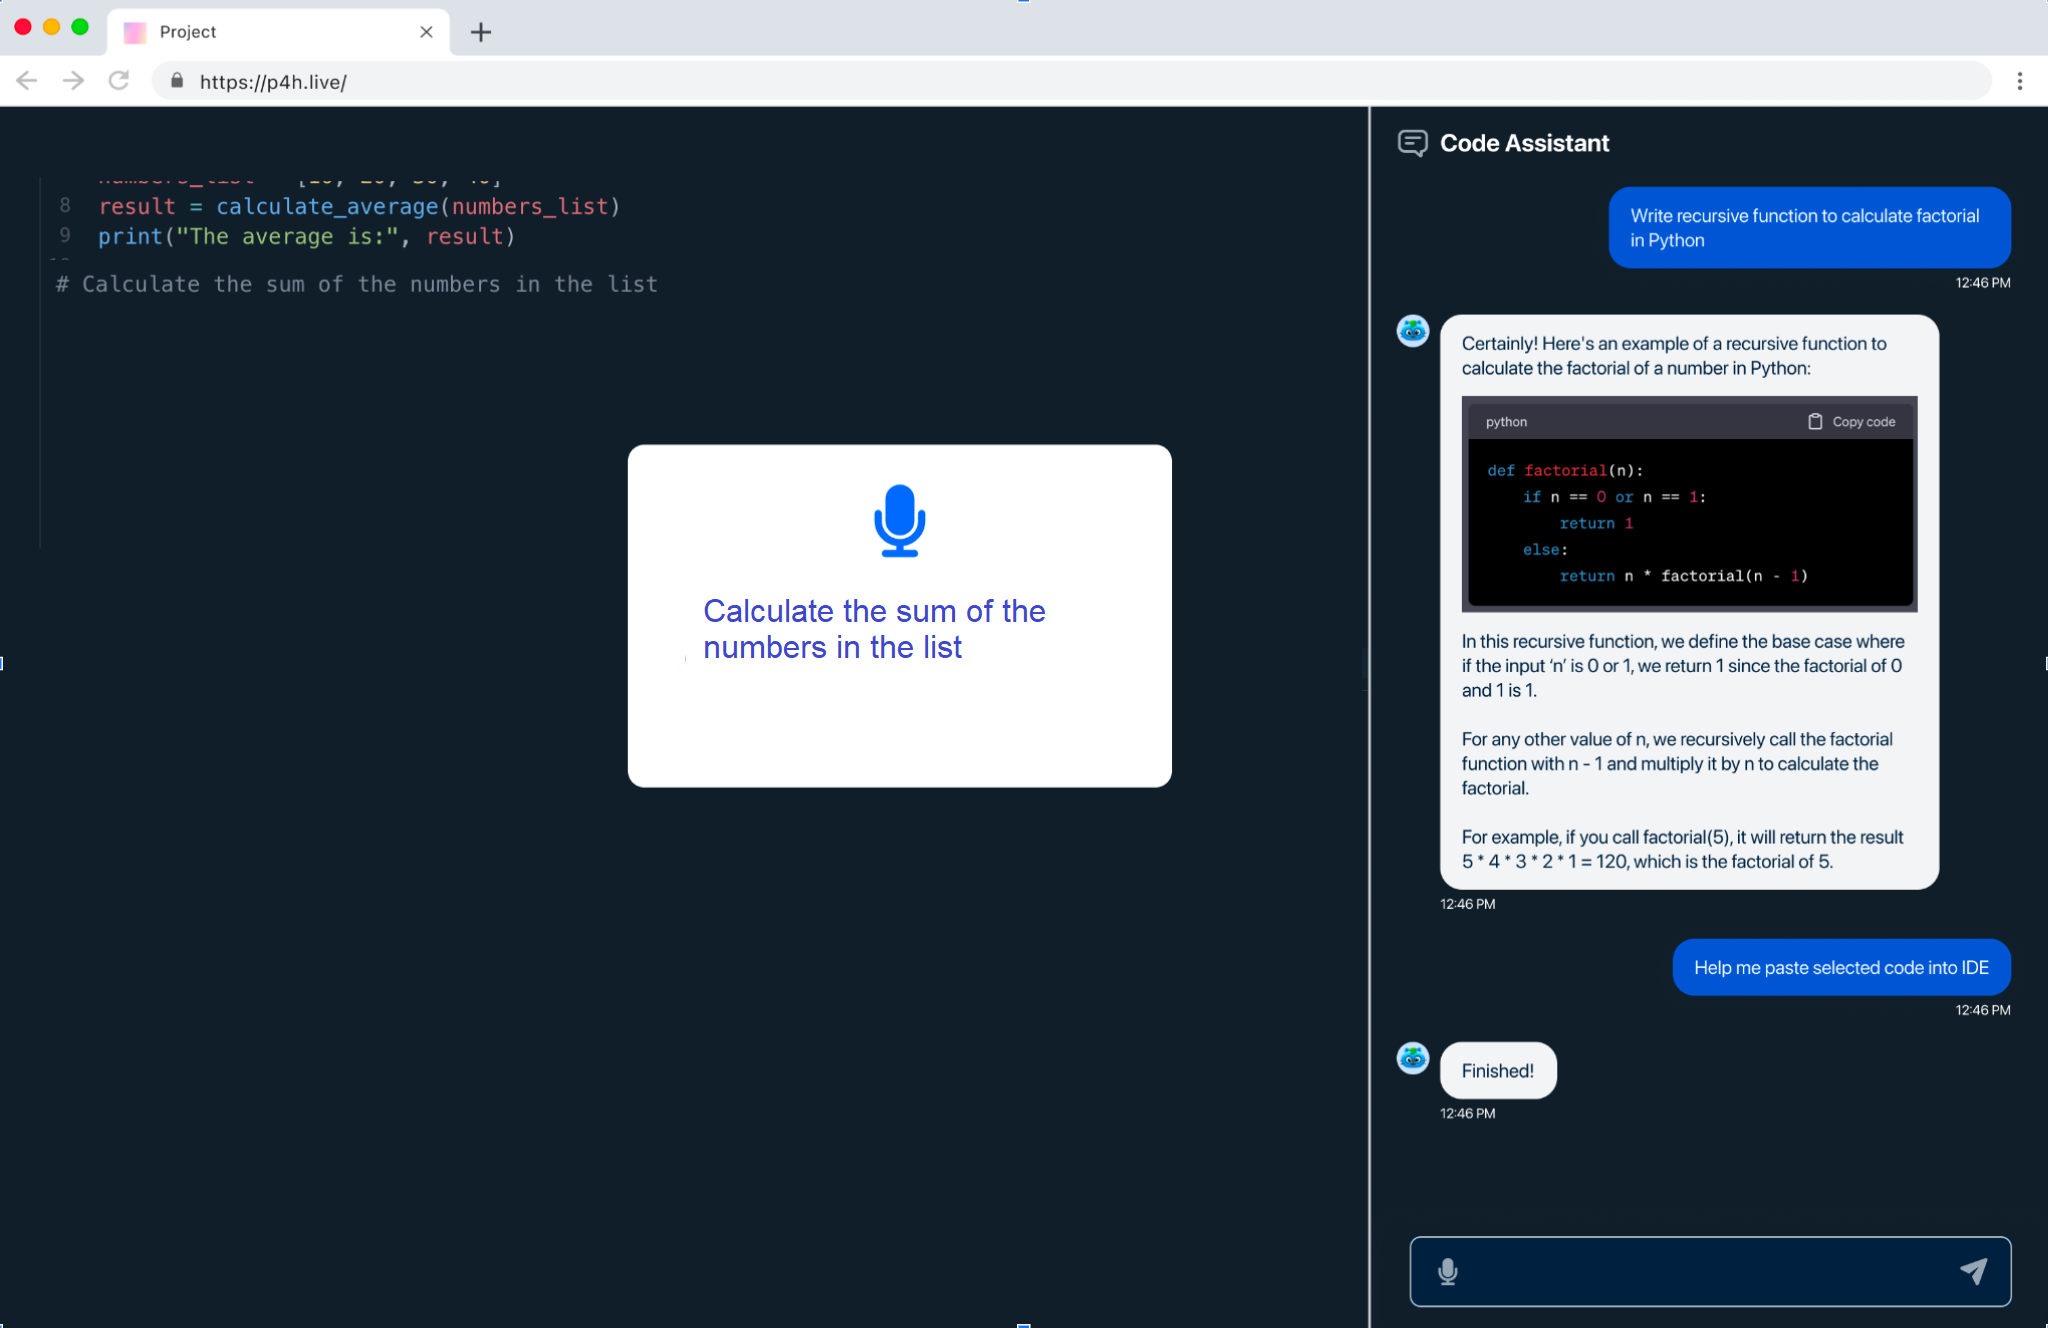 Project
https://p4h.live/
8 result = calculate_average(numbers_list)
9 print("The average is:", result)
# Calculate the sum of the numbers in the list
Calculate the sum of the
numbers in the list
Code Assistant
Write recursive function to calculate factorial
in Python
12:46 PM
Certainly! Here's an example of a recursive function to
calculate the factorial of a number in Python:
python Copy code
def factorial(n):
if n == 0 or n == 1:
return 1
else:
return n * factorial(n - 1)
In this recursive function, we define the base case where
if the input ‘n’ is 0 or 1, we return 1 since the factorial of 0
and 1 is 1.
For any other value of n, we recursively call the factorial
function with n - 1 and multiply it by n to calculate the
factorial.
For example, if you call factorial(5), it will return the result
5 * 4 * 3 * 2 * 1 = 120, which is the factorial of 5.
12:46 PM
Help me paste selected code into IDE
12:46 PM
Finished!
12:46 PM